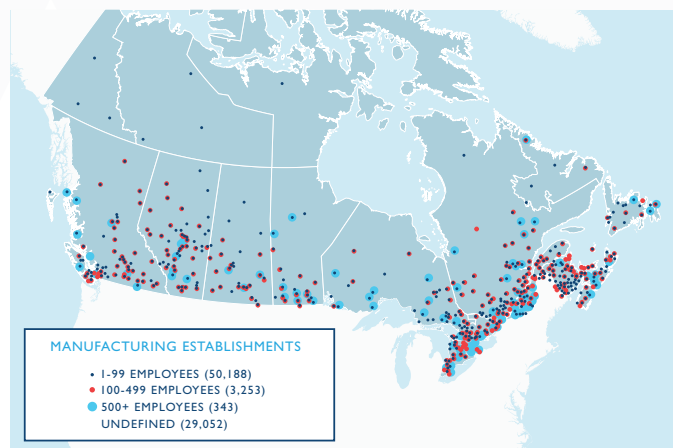 MANUFACTURING ESTABLISHMENTS
1-99 EMPLOYEES (50,188)
100-499 EMPLOYEES (3,253)
500+ EMPLOYEES (343)
UNDEFINED (29,052)